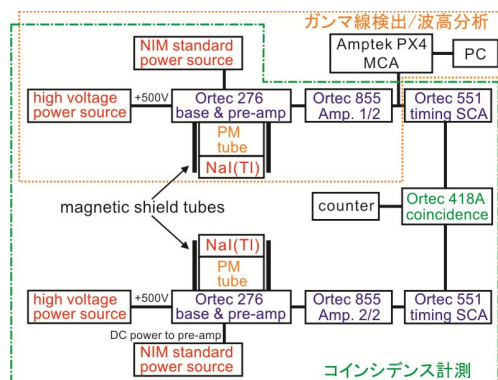 ガンマ線検出/波高分析
NIM standard
power source
Amptek PX4
MCA
PC
high voltage
power source
+500V
Ortec 276
base & pre-amp
Ortec 855
Amp. 1/2
Ortec 551
timing SCA
PM
tube
NaI(Tl)
magnetic shield tubes
counter
Ortec 418A
coincidence
NaI(Tl)
PM
tube
high voltage
power source
+500V
Ortec 276
base & pre-amp
Ortec 855
Amp. 2/2
Ortec 551
timing SCA
DC power to pre-amp
NIM standard
power source
コインシデンス計測